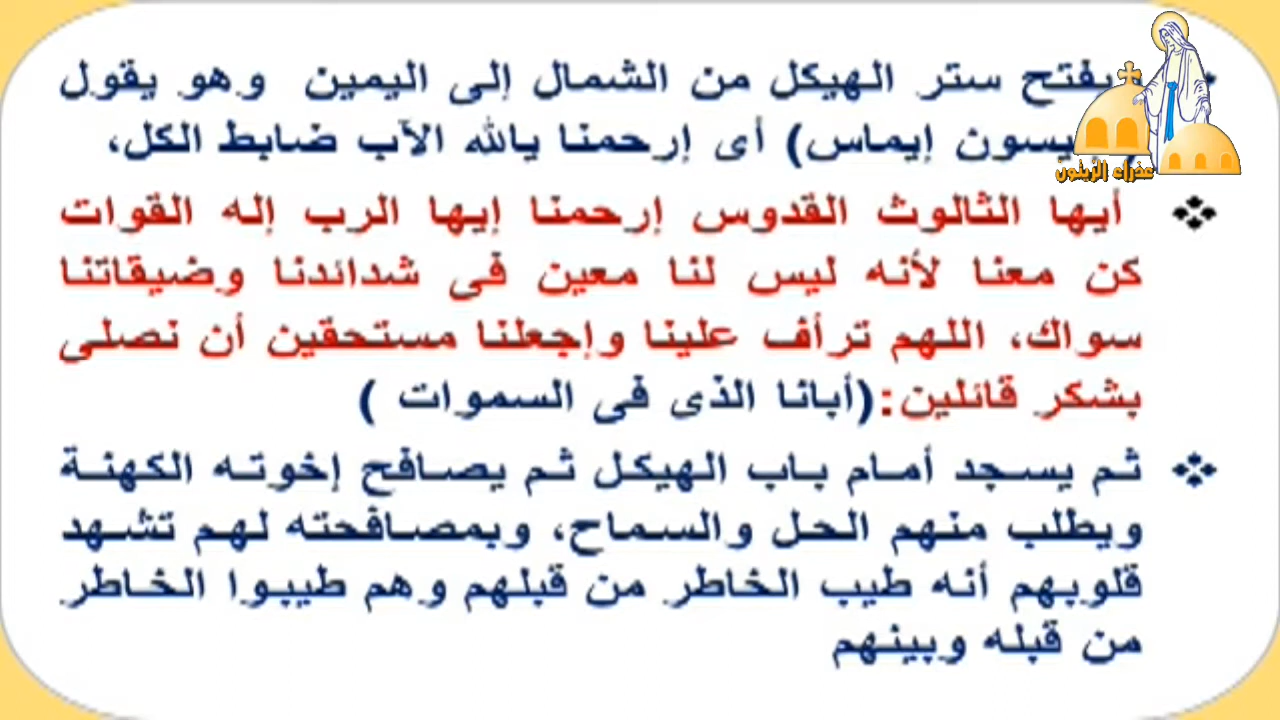 يفتح ستر الهيكل من الشمال إلى اليمين وهو يقول
إيماس) أى إرحمنا يالله الآب ضابط الكل،
أيها الثالوث القدوس إرحمنا إيها الرب إله القوات
كن معنا لأنه ليس لنا معين فى شدائدنا وضيقاتنا
سواك، اللهم ترأف علينا وإجعلنا مستحقين أن نصلى
بشكر قائلين:(أبانا الذى فى السموات )
ثم يسجد أمام باب الهيكل ثم يصافح إخوته الكهنة
ويطلب منهم الحل والسماح، وبمصافحته لهم تشهد
قلوبهم أنه طيب الخاطر من قبلهم وهم طيبوا الخاطر
من قبله وبينهم
عذراء الزيتون